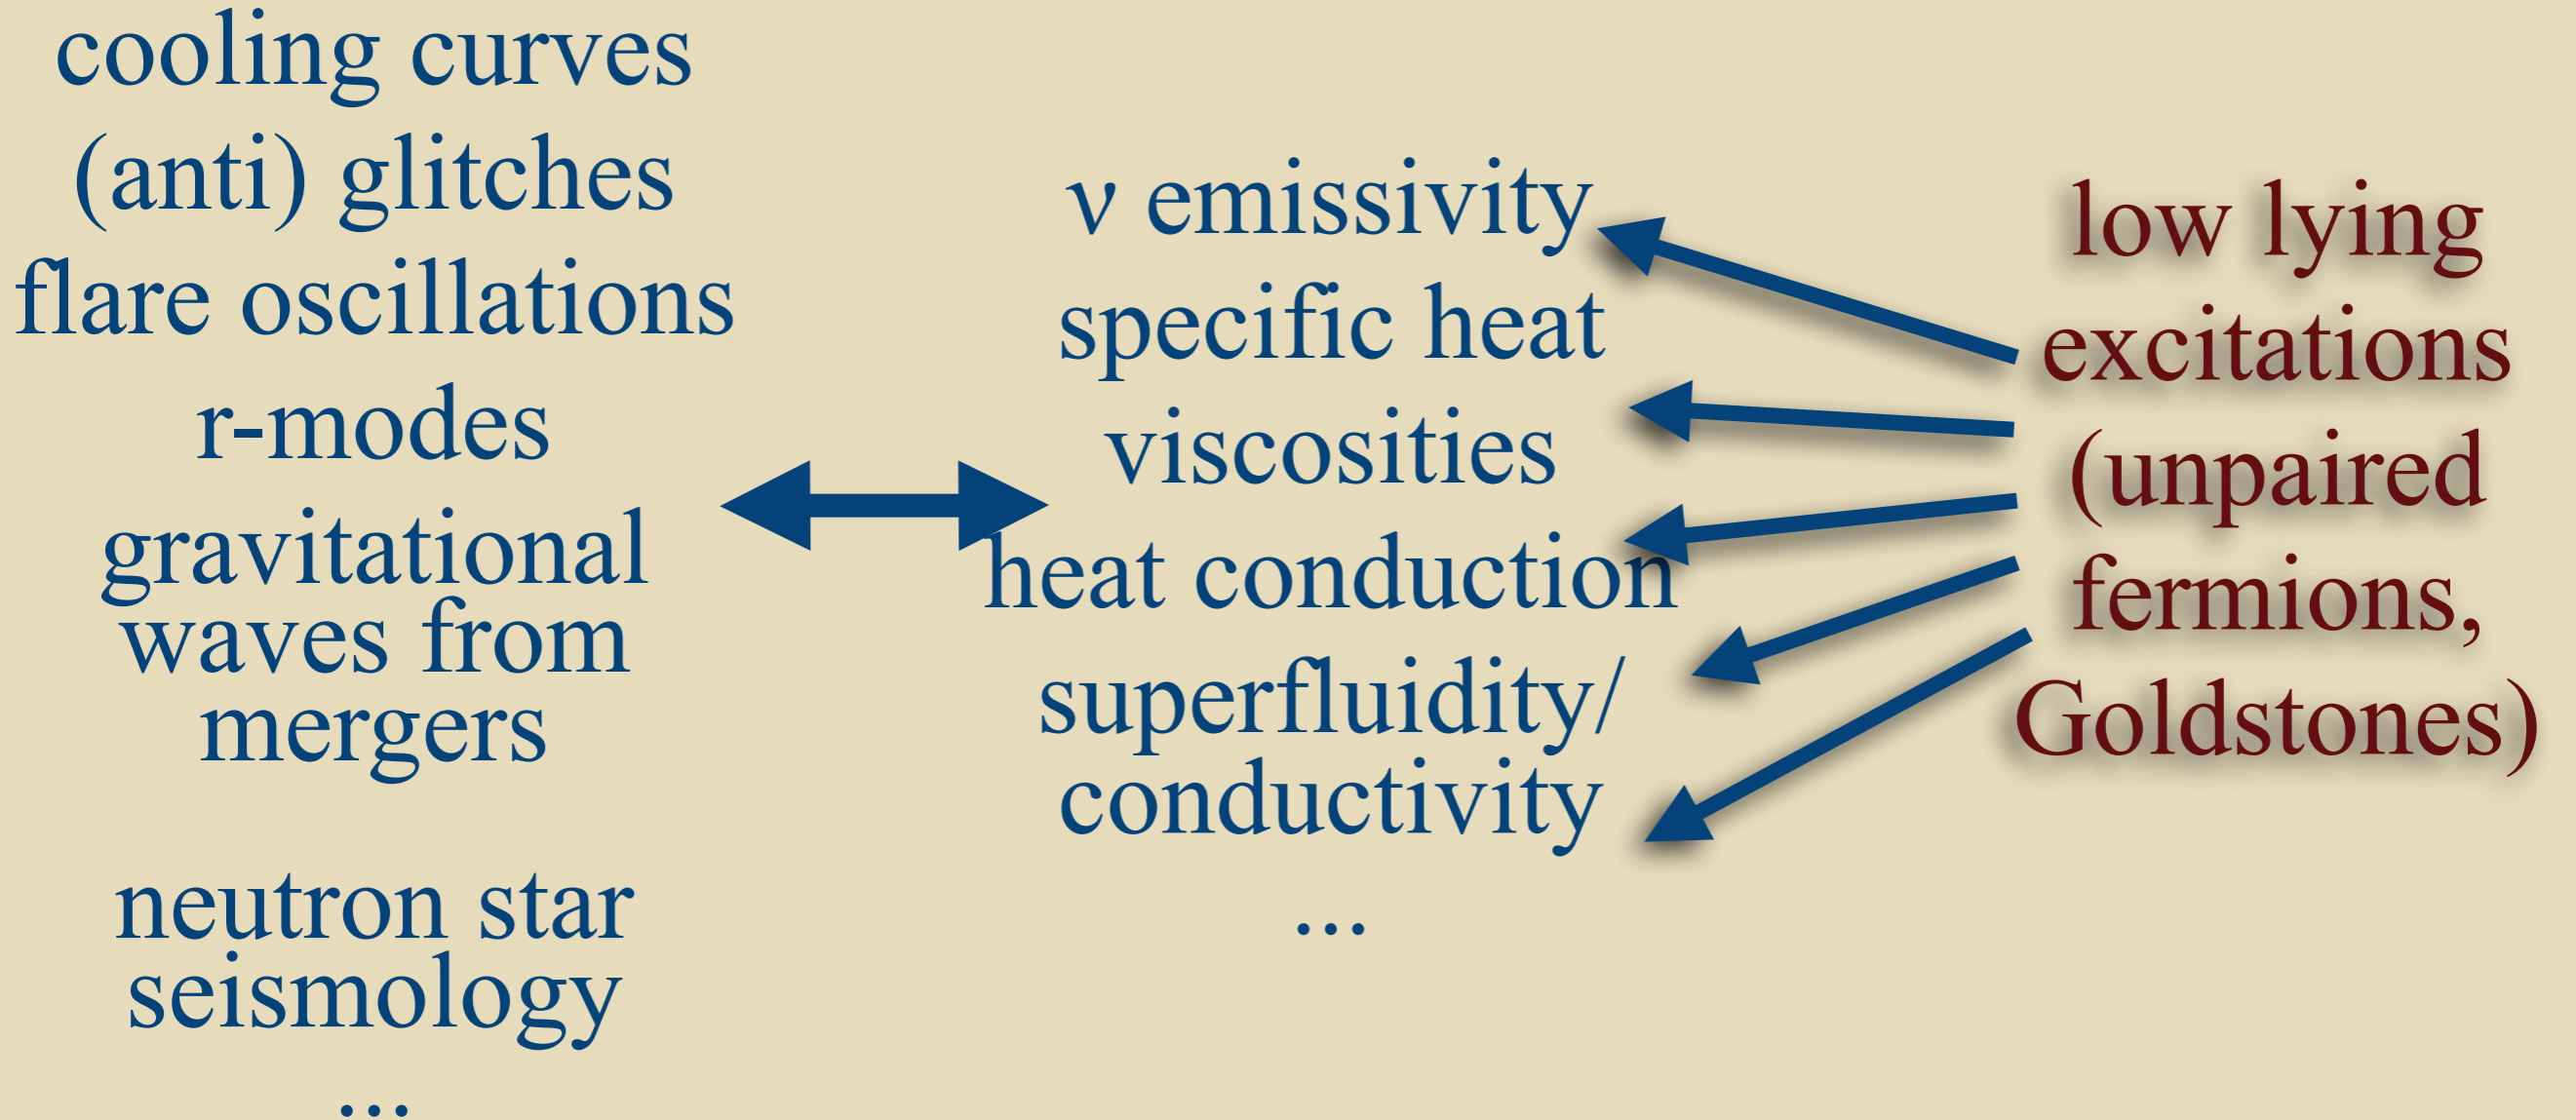 cooling curves
(anti) glitches
flare oscillations
r-modes
gravitational
waves from
mergers
neutron star
seismology
...
ν emissivity
specific heat
viscosities
heat conduction
superfluidity/
conductivity
...
low lying
excitations
(unpaired
fermions,
Goldstones)